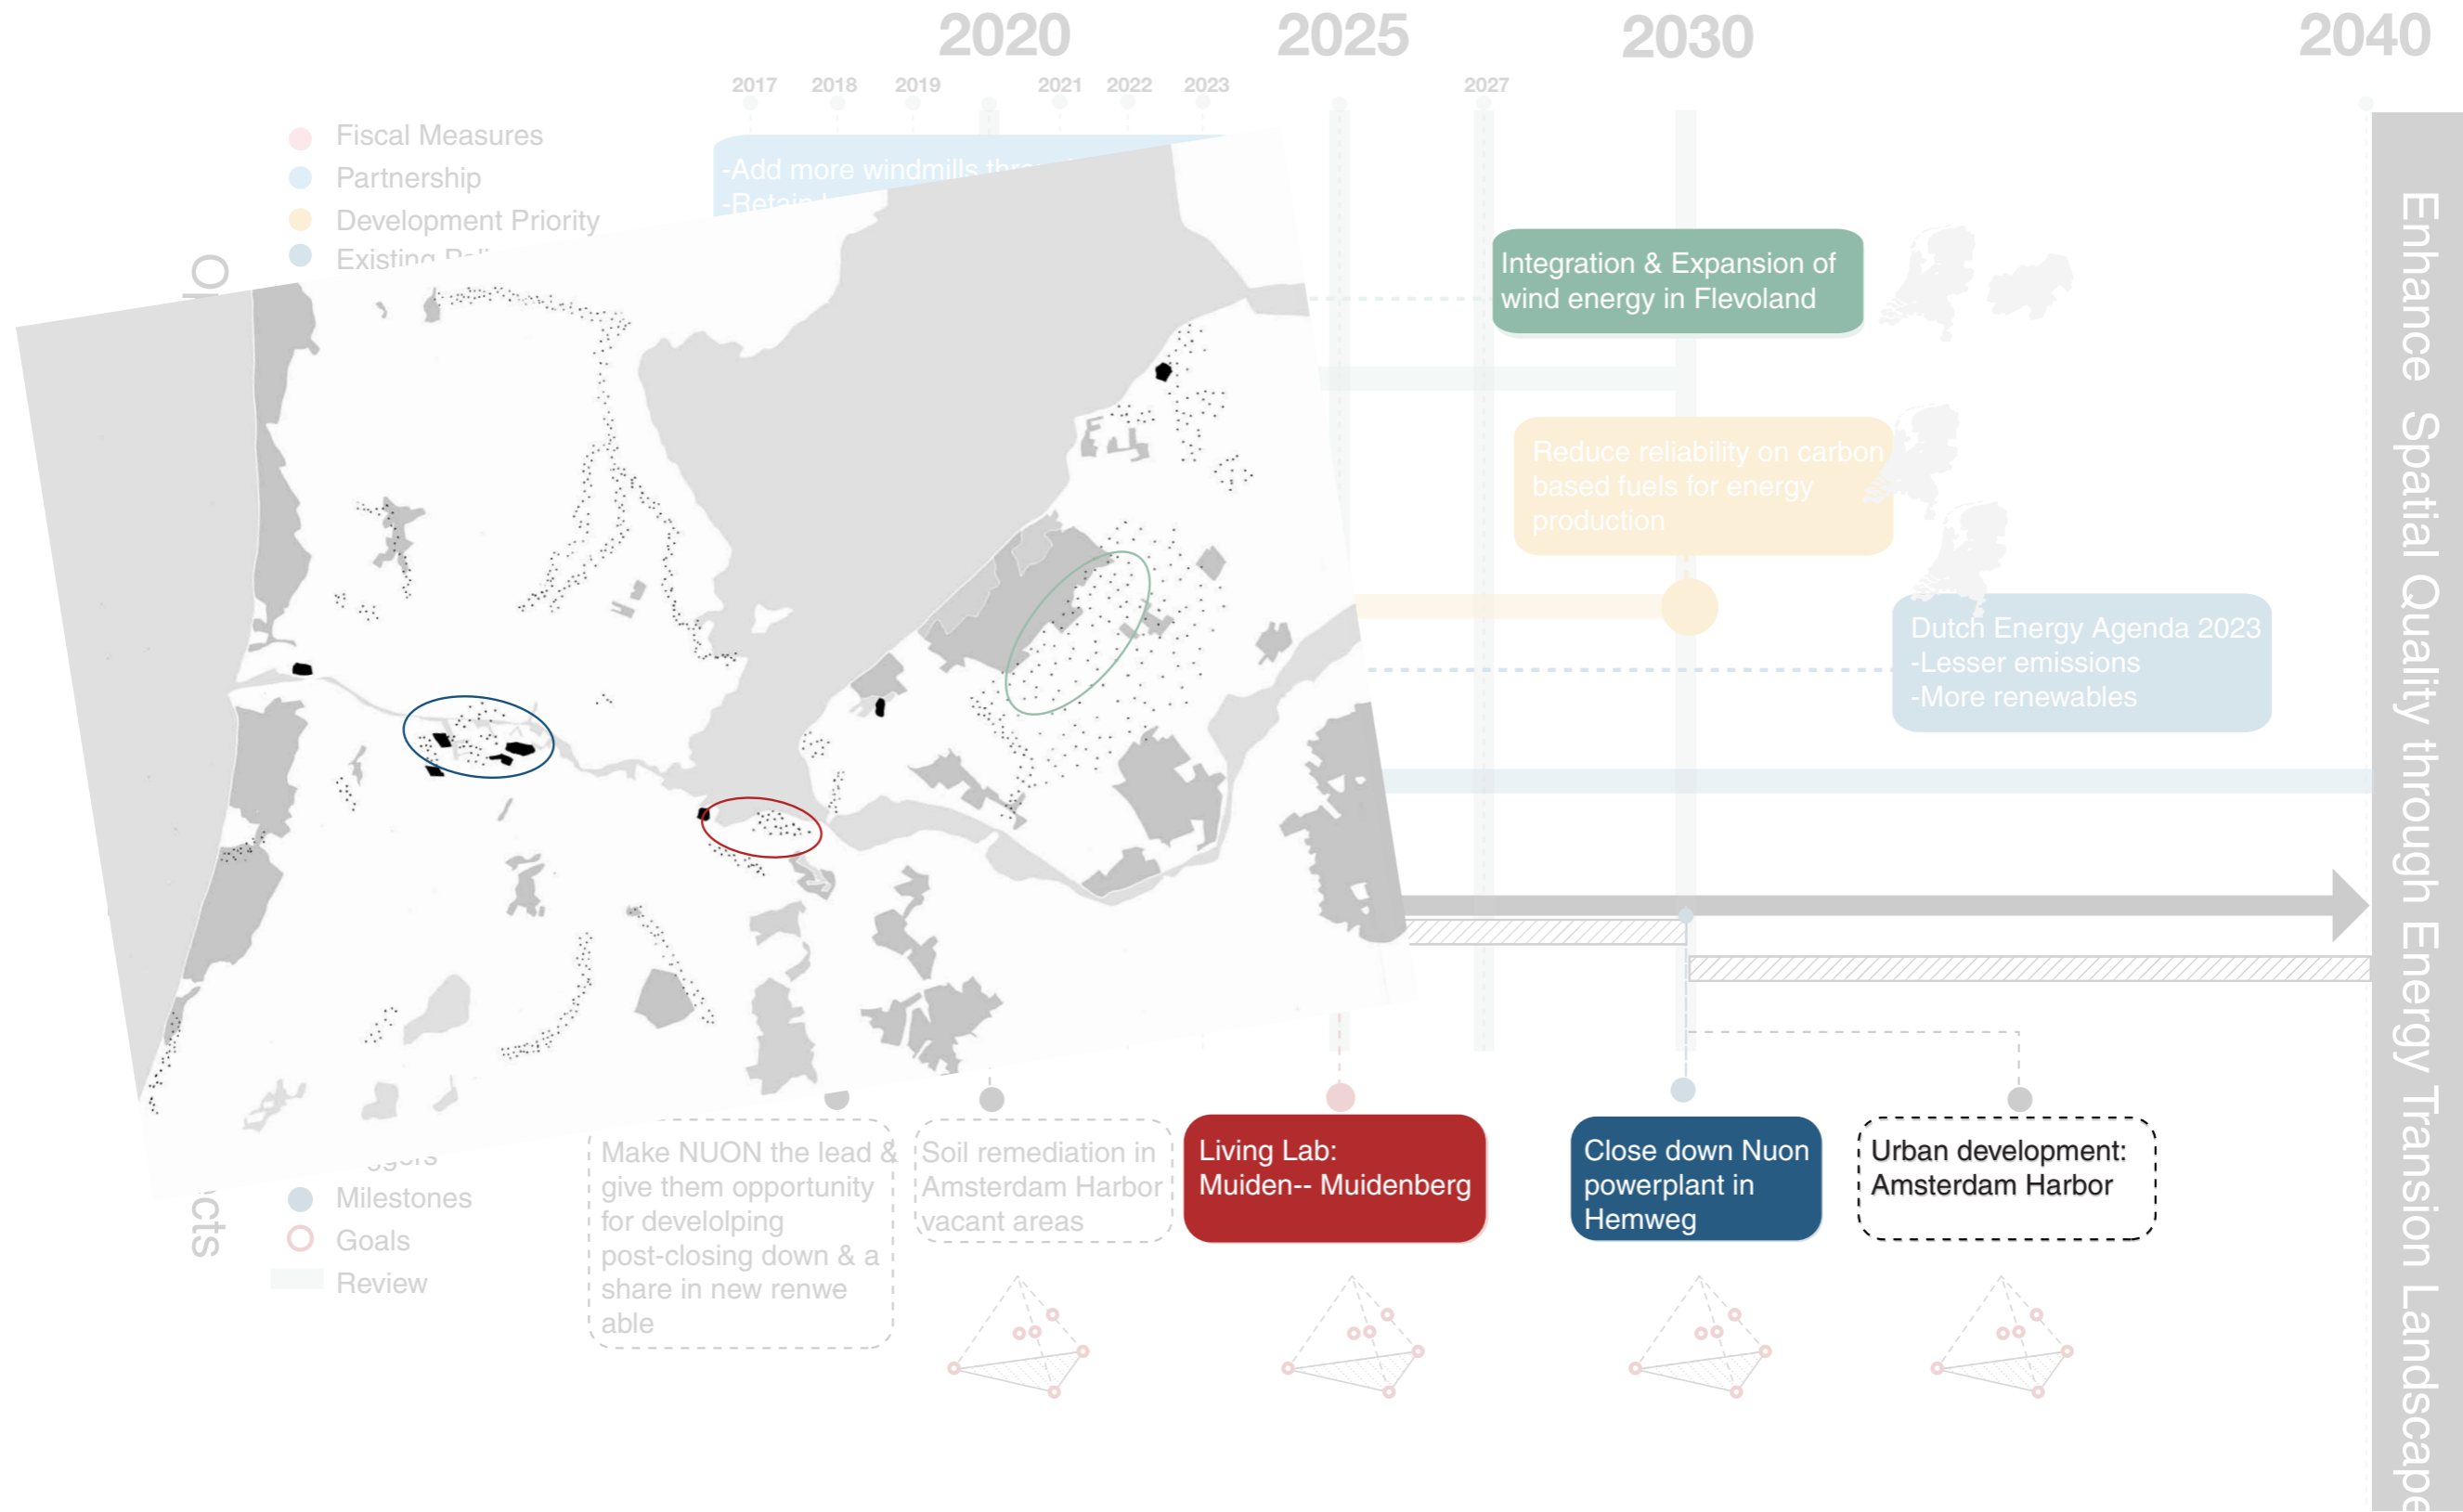 2020
2025
2030
2040
2017
2018
2019
2021
2022
2023
2027
Fiscal Measures
Partnership
Development Priority
Existing
-Add more windmills
-Retain
Integration & Expansion of
wind energy in Flevoland
Reduce reliability on carbon
based fuels for energy
production
Dutch Energy Agenda 2023
-Lesser emissions
-More renewables
Enhance Spatial Quality through Energy Transion Landscape
Milestones
Goals
Review
Make NUON the lead &
give them opportunity
for develolping
post-closing down & a
share in new renwe
able
Soil remediation in
Amsterdam Harbor
vacant areas
Living Lab:
Muiden-- Muidenberg
Close down Nuon
powerplant in
Hemweg
Urban development:
Amsterdam Harbor